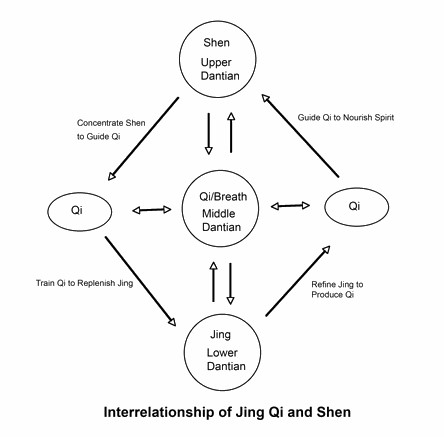 Shen
Upper
Dantian
Concentrate Shen
to Guide Qi
Guide Qi to Nourish Spirit
Qi
Qi/Breath
Middle
Dantian
Qi
Train Qi to Replenish Jing
Refine Jing to
Produce Qi
Jing
Lower
Dantian
Interrelationship of Jing Qi and Shen